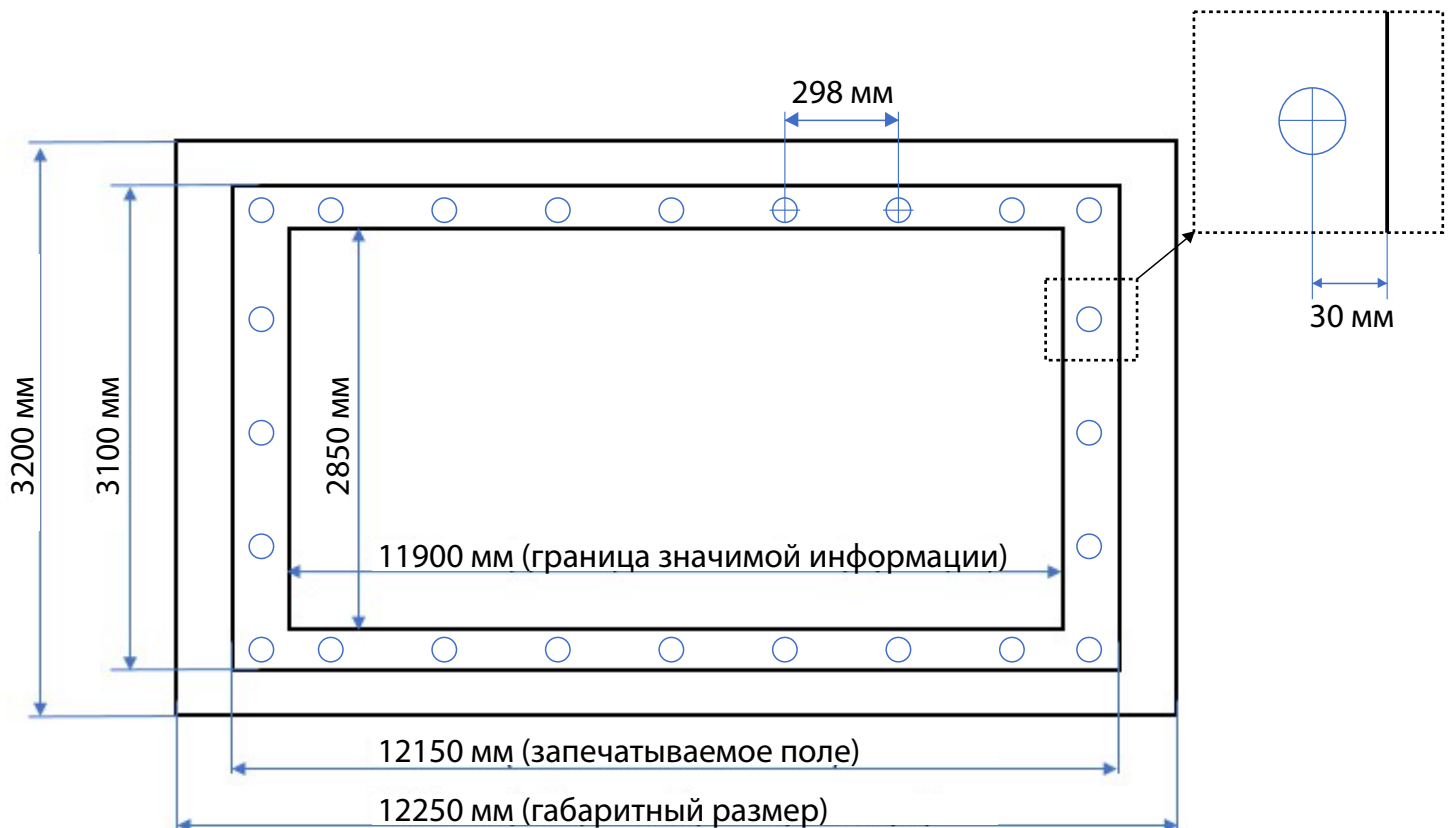 298 мм
30 мм
3200 мм
3100 мм
2850 мм
11900 мм (граница значимой информации)
12150 мм (запечатываемое поле)
12250 мм (габаритный размер)